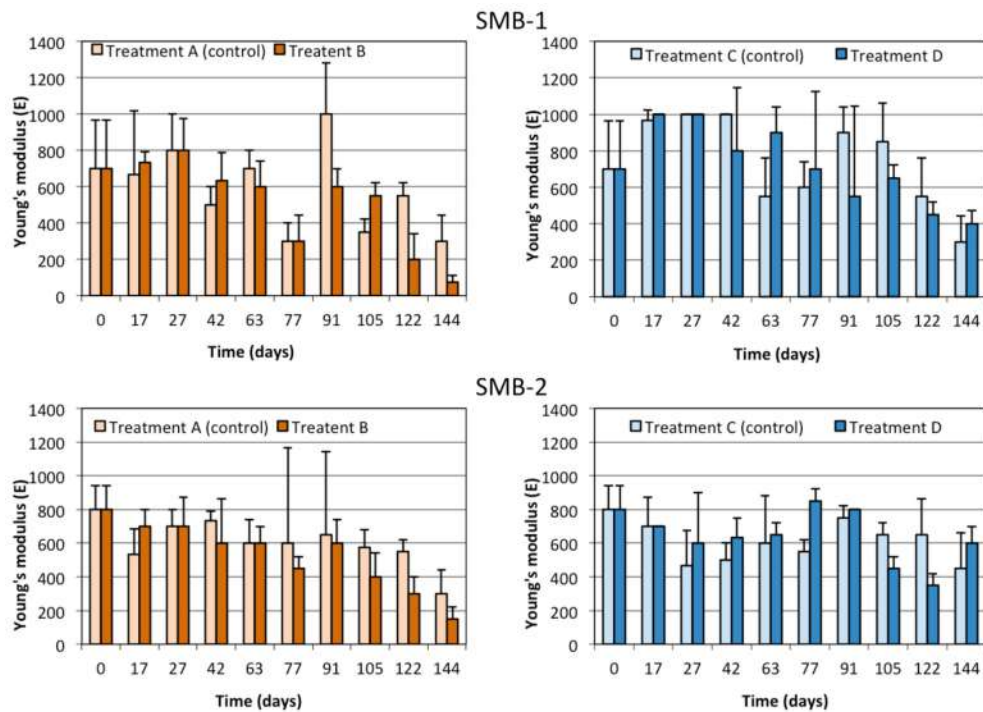 SMB-1
1400
1200
1000
800
600
400
200
0
Young's modulus (E)
Treatment A (control) Treatent B
0 17 27 42 63 77 91 105 122 144
Time (days)
1400
1200
1000
800
600
400
200
0
Young's modulus (E)
Treatment C (control) Treatment D
0 17 27 42 63 77 91 105 122 144
Time (days)
SMB-2
1400
1200
1000
800
600
400
200
0
Young's modulus (E)
Treatment A (control) Treatent B
0 17 27 42 63 77 91 105 122 144
Time (days)
1400
1200
1000
800
600
400
200
0
Young's modulus (E)
Treatment C (control) Treatment D
0 17 27 42 63 77 91 105 122 144
Time (days)